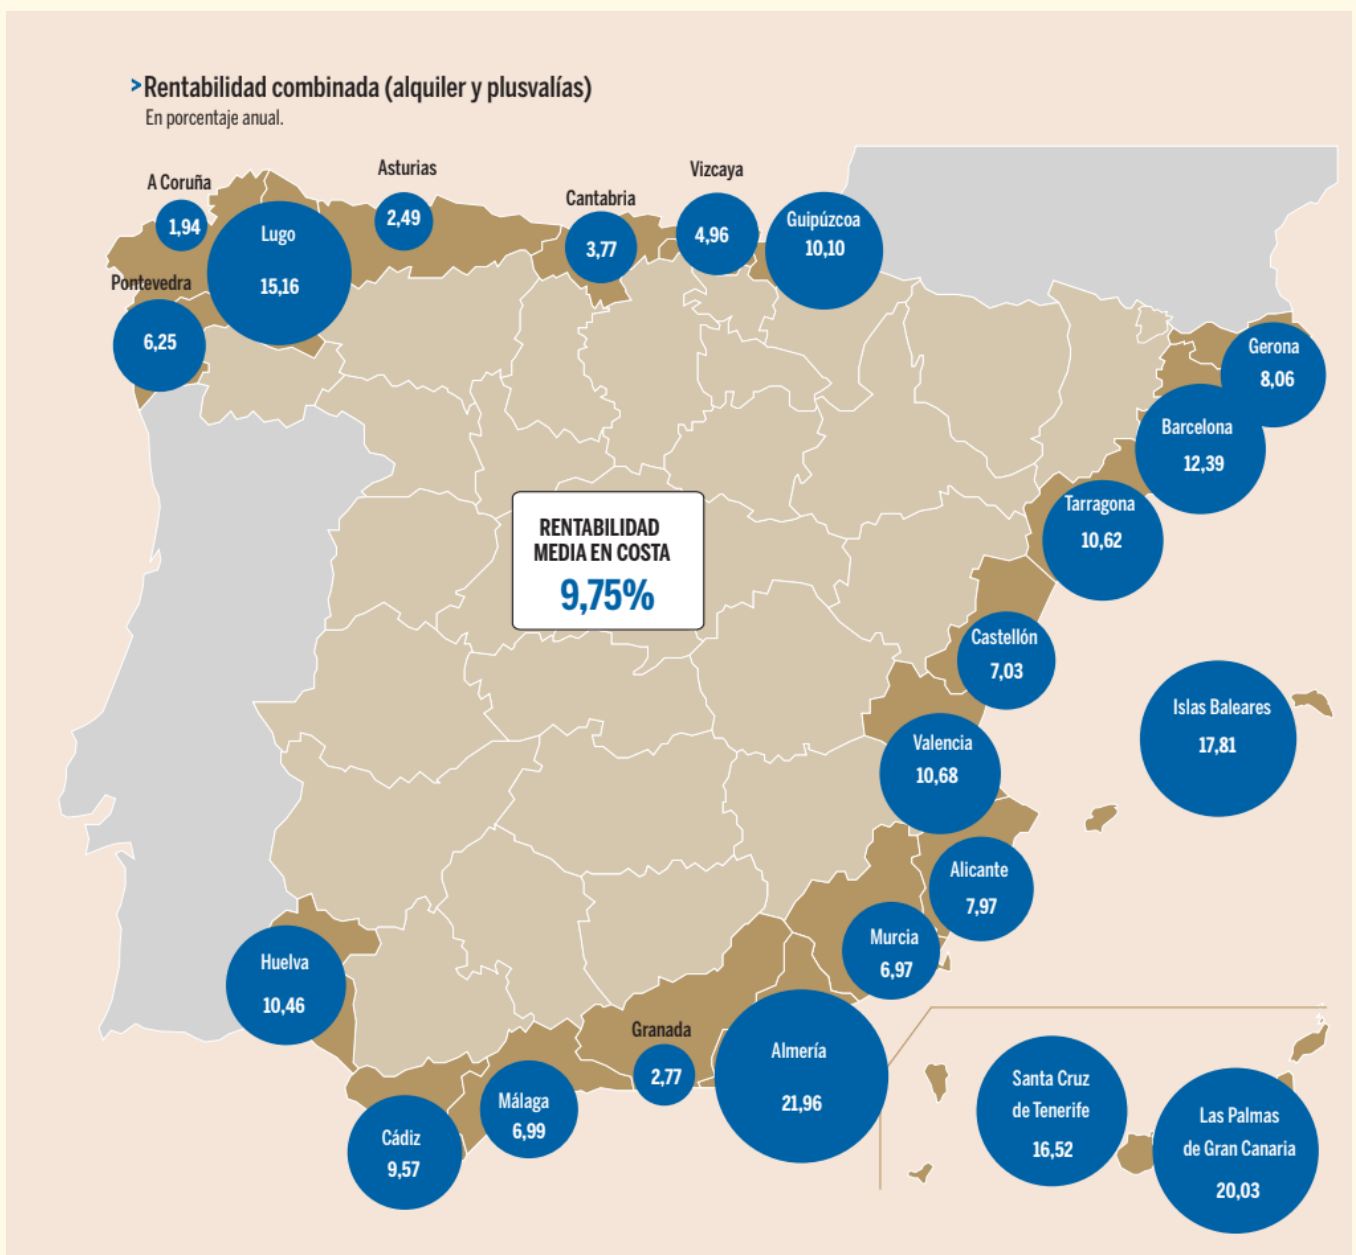 >Rentabilidad combinada (alquiler y plusvalías)
En porcentaje anual.
A Coruña
1,94
Lugo
15,16
Asturias
2,49
Cantabria
3,77
Vizcaya
4,96
Guipúzcoa
10,10
Pontevedra
6,25
Gerona
8,06
Barcelona
12,39
Tarragona
10,62
RENTABILIDAD
MEDIA EN COSTA
9,75%
Castellón
7,03
Islas Baleares
17,81
Valencia
10,68
Alicante
7,97
Murcia
6,97
Huelva
10,46
Granada
2,77
Almería
21,96
Málaga
6,99
Cádiz
9,57
Santa Cruz
de Tenerife
16,52
Las Palmas
de Gran Canaria
20,03